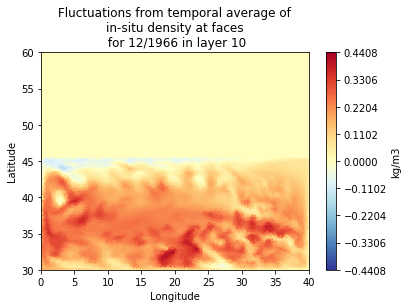 Fluctuations from temporal average of
in-situ density at faces
for 12/1966 in layer 10
60
55
50
45
40
35
30
Latitude
0 5 10 15 20 25 30 35 40
Longitude
0.4408
0.3306
0.2204
0.1102
0.0000
−0.1102
−0.2204
−0.3306
−0.4408
kg/m3